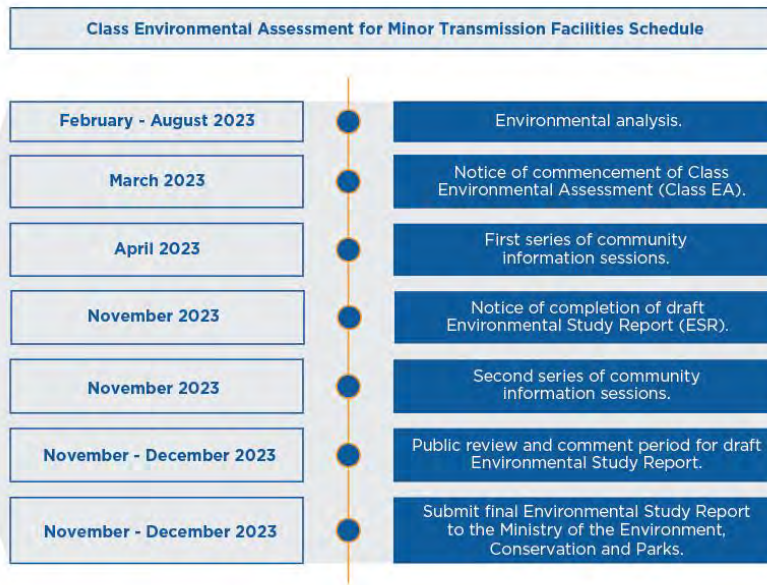 Class Environmental Assessment for Minor Transmission Facilities Schedule
February - August 2023
Environmental analysis.
March 2023
Notice of commencement of Class
Environmental Assessment (Class EA).
April 2023
First series of community
information sessions.
November 2023
Notice of completion of draft
Environmental Study Report (ESR).
November 2023
Second series of community
information sessions.
November - December 2023
Public review and comment period for draft
Environmental Study Report.
November - December 2023
Submit final Environmental Study Report
to the Ministry of the Environment,
Conservation and Parks.